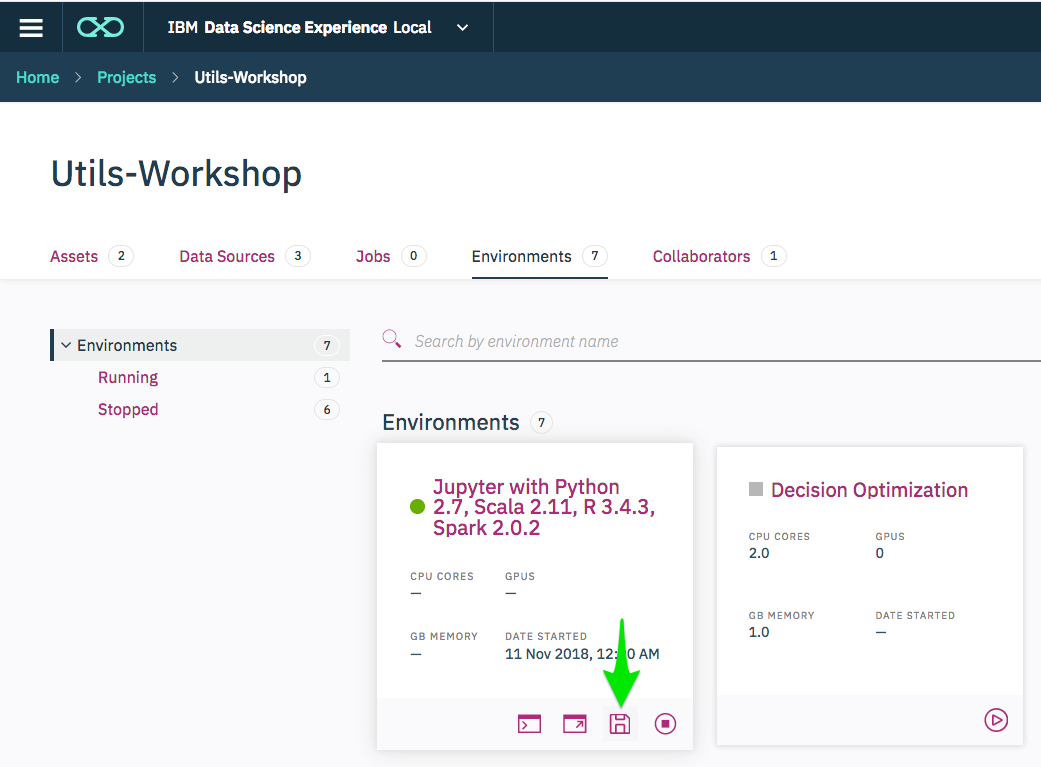 IBM Data Science Experience Local
Home > Projects > Utils-Workshop
Utils-Workshop
Assets 2 Data Sources 3 Jobs 0 Environments 7 Collaborators 1
Environments 7
Running 1
Stopped 6
Search by environment name
Environments 7
Jupyter with Python
2.7, Scala 2.11, R 3.4.3,
Spark 2.0.2
CPU CORES GPUS
— —
GB MEMORY DATE STARTED
— 11 Nov 2018, AM
Decision Optimization
CPU CORES GPUS
2.0 0
GB MEMORY DATE STARTED
1.0 —